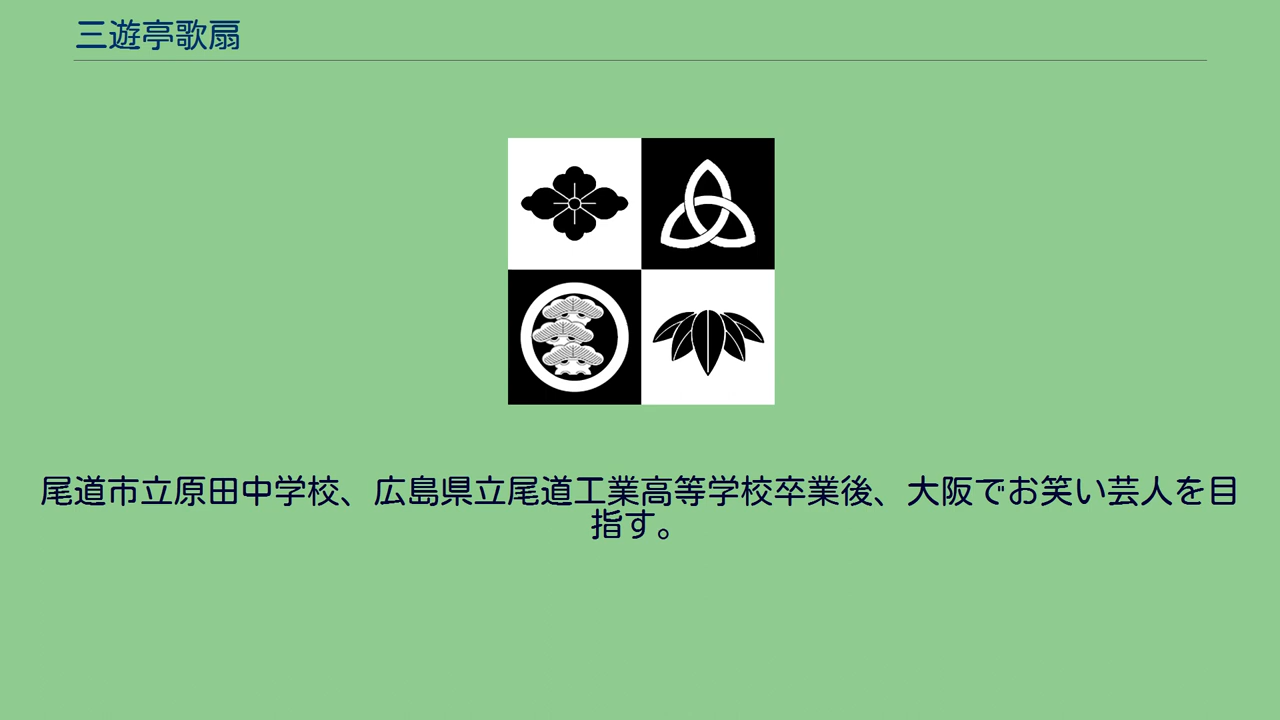 三遊亭歌扇
尾道市立原田中学校、広島県立尾道工業高等学校卒業後、大阪でお笑い芸人を目
指す。